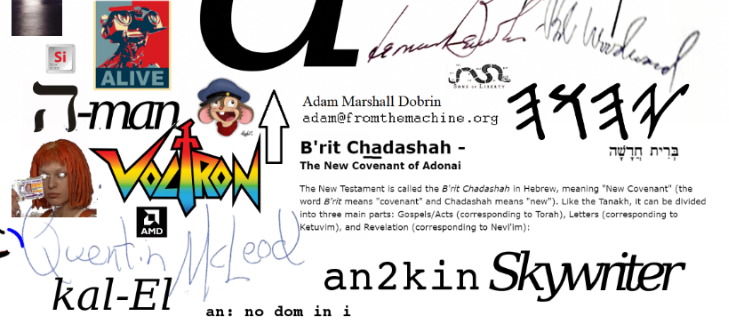 Si
ALIVE
ה-man
SONS OF LIBERTY
Adam Marshall Dobrin
adam@fromthemachine.org
𐤉𐤄𐤅𐤄
בְּרִית חֲדָשָׁה
B'rit Chadashah -
The New Covenant of Adonai
VOLTRON
The New Testament is called the B'rit Chadashah in Hebrew, meaning "New Covenant" (the
word B'rit means "covenant" and Chadashah means "new"). Like the Tanakh, it can be divided
into three main parts: Gospels/Acts (corresponding to Torah), Letters (corresponding to
Ketuvim), and Revelation (corresponding to Nevi'im):
AMD
Quentin McLeod
an2kin Skywriter
kal-El
an: no dom in i